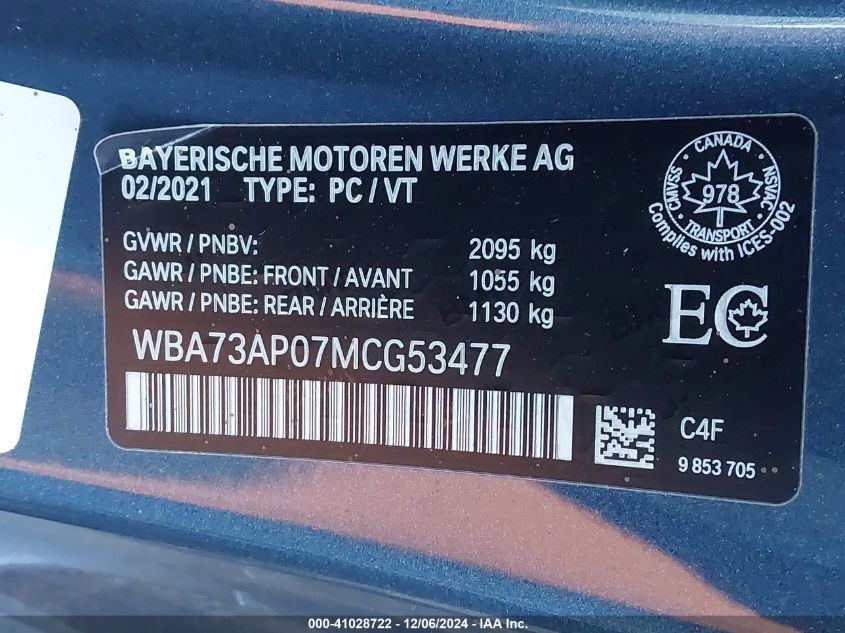 BAYERISCHE MOTOREN WERKE AG
02/2021 TYPE: PC / VT
GVWR / PNBV: 2095 kg
GAWR / PNBE: FRONT / AVANT 1055 kg
GAWR / PNBE: REAR / ARRIÈRE 1130 kg
WBA73AP07MCG53477
CANADA
CMVSS 978 NSVAC
TRANSPORT
Complies with ICES-002
EC
C4F
9 853 705
000-41028722 - 12/06/2024 - IAA Inc.